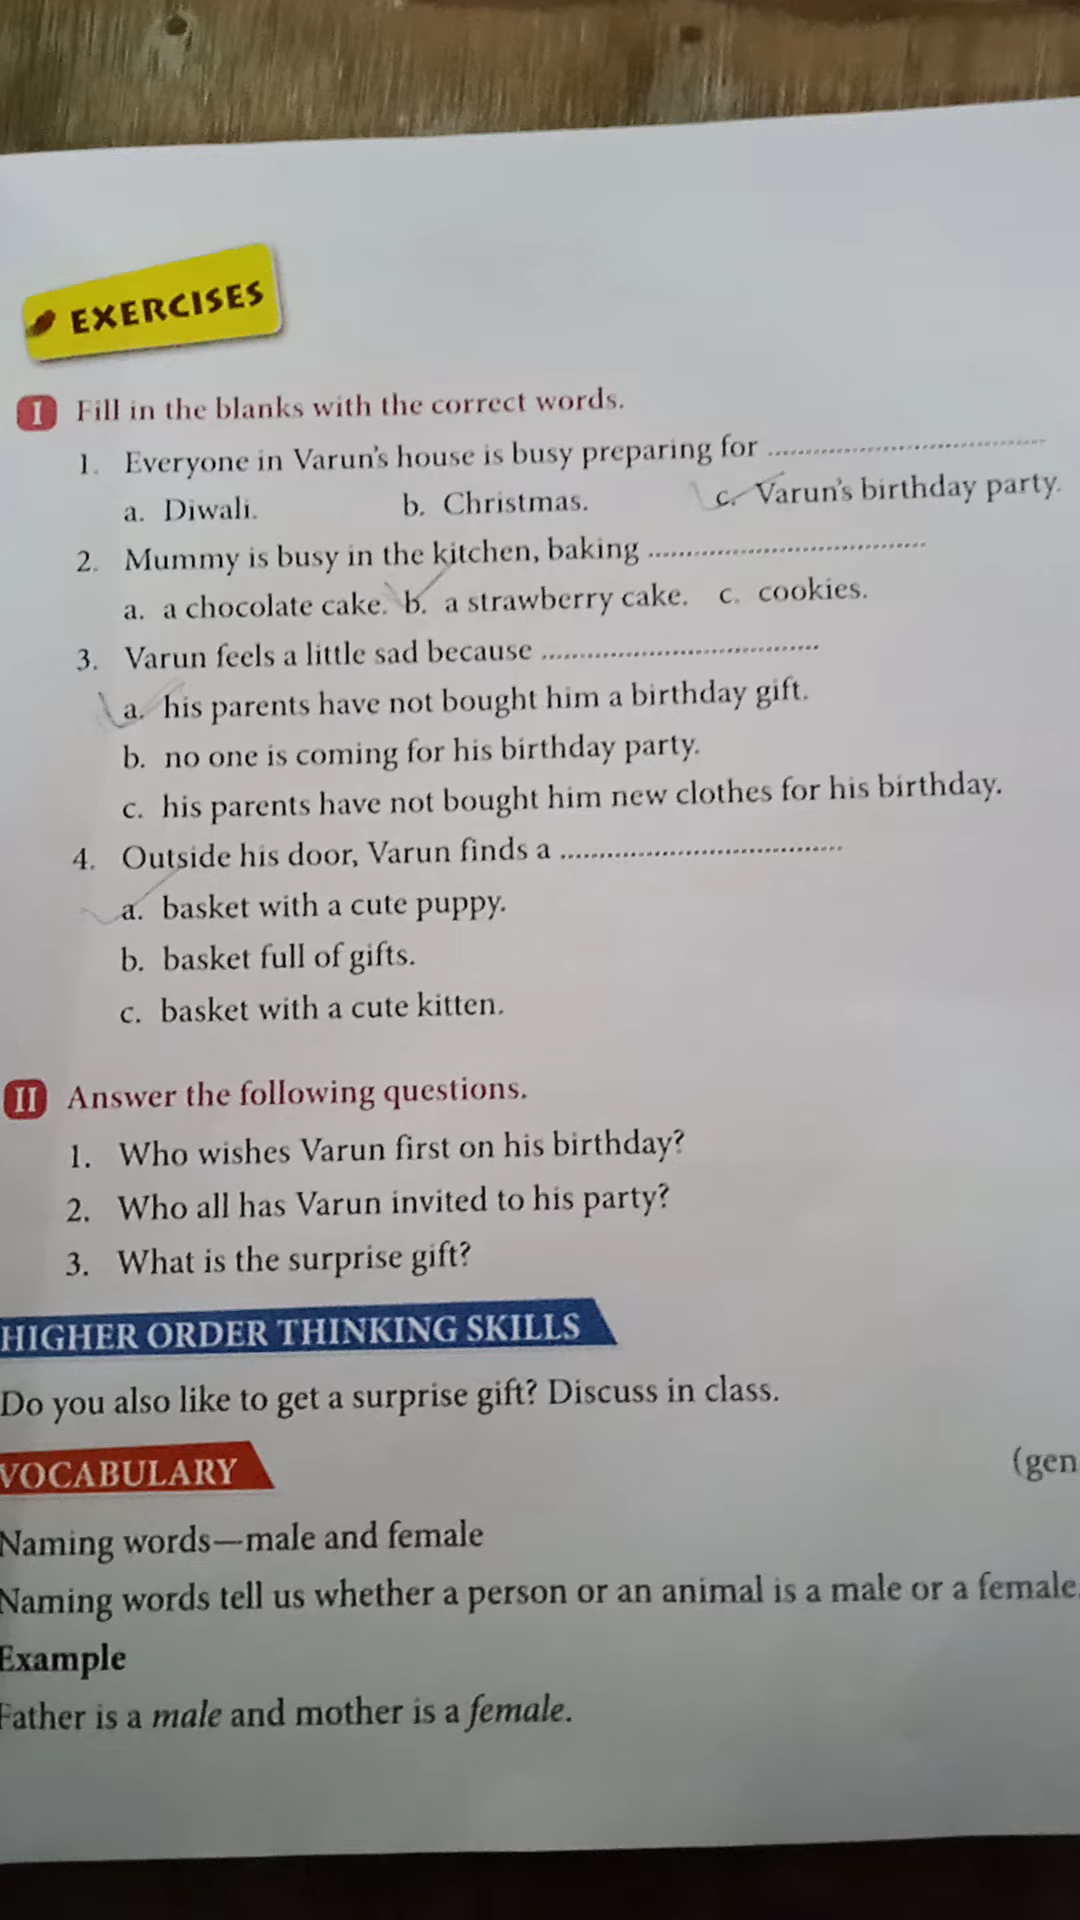 EXERCISES
I Fill in the blanks with the correct words.
1. Everyone in Varun's house is busy preparing for ................................
a. Diwali. b. Christmas. c. Varun's birthday party.
2. Mummy is busy in the kitchen, baking ................................
a. a chocolate cake. b. a strawberry cake. c. cookies.
3. Varun feels a little sad because ................................
a. his parents have not bought him a birthday gift.
b. no one is coming for his birthday party.
c. his parents have not bought him new clothes for his birthday.
4. Outside his door, Varun finds a ................................
a. basket with a cute puppy.
b. basket full of gifts.
c. basket with a cute kitten.
II Answer the following questions.
1. Who wishes Varun first on his birthday?
2. Who all has Varun invited to his party?
3. What is the surprise gift?
HIGHER ORDER THINKING SKILLS
Do you also like to get a surprise gift? Discuss in class.
VOCABULARY (gen
Naming words—male and female
Naming words tell us whether a person or an animal is a male or a female.
Example
Father is a male and mother is a female.